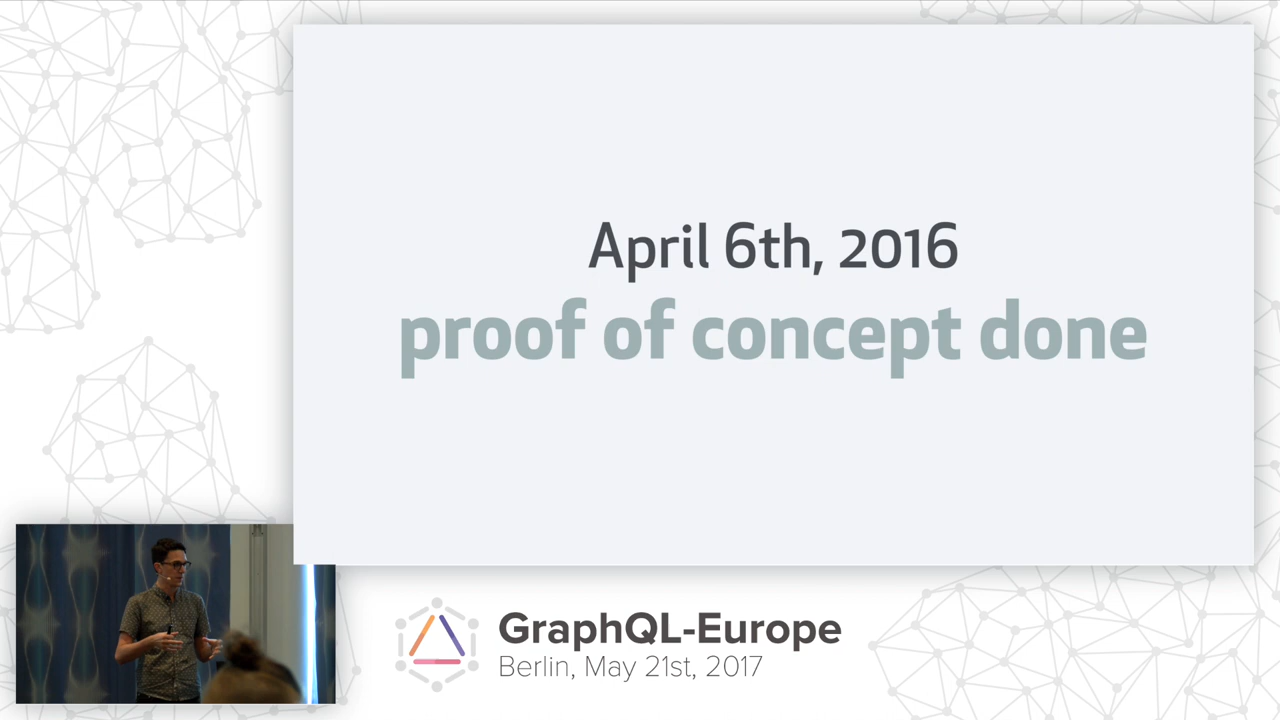 April 6th, 2016
proof of concept done
GraphQL-Europe
Berlin, May 21st, 2017